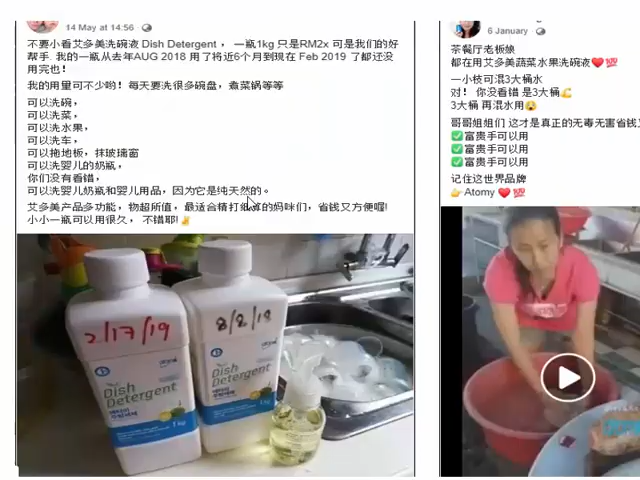 14 May at 14:56 ·
不要小看艾多美洗碗液 Dish Detergent ， 一瓶1kg 只是RM2x 可是我们的好
帮手. 我的一瓶从去年AUG 2018 用了将近6个月到现在 Feb 2019 了都还没
用完也!
我的用量可不少哟! 每天要洗很多碗盘，煮菜锅等等
可以洗碗，
可以洗菜，
可以洗水果，
可以洗车，
可以拖地板，抹玻璃窗
可以洗婴儿的奶瓶，
你们没有看错，
可以洗婴儿奶瓶和婴儿用品，因为它是纯天然的。
艾多美产品多功能，物超所值，最适合精打细算的妈咪们，省钱又方便喔!
小小一瓶可以用很久， 不错耶!✌
2/17/19
Dish
Detergent
1kg
8/2/18
Dish
Detergent
1kg
6 January ·
茶餐厅老板娘
都在用艾多美蔬菜水果洗碗液❤💯
一小枝可混3大桶水
对！ 你没看错 是3大桶💪
3大桶 再混水用😱
哥哥姐姐们 这才是真正的无毒无害省钱
✅富贵手可以用
✅富贵手可以用
✅富贵手可以用
记住这世界品牌
👉Atomy ❤💯